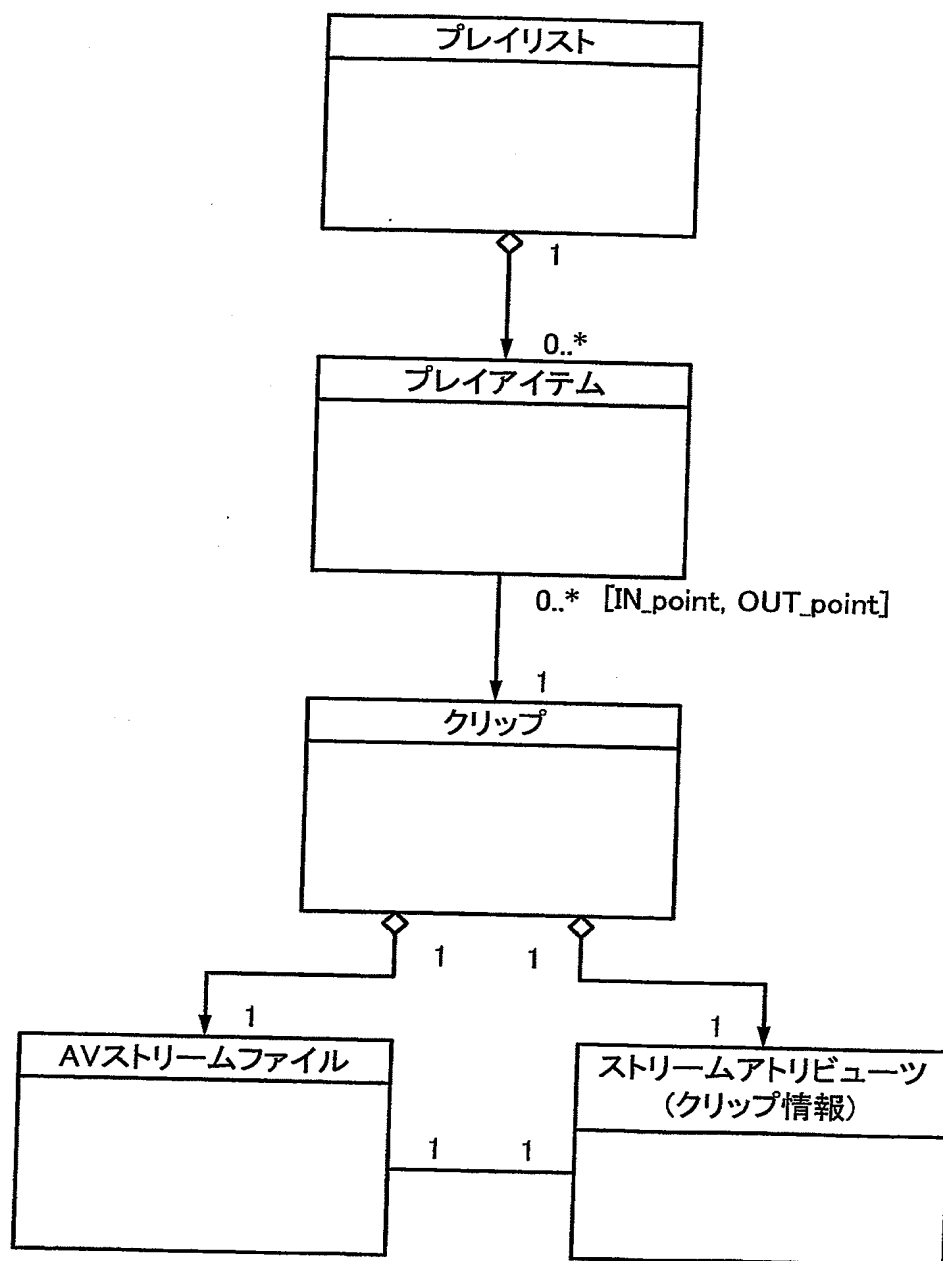 プレイリスト
1
0..*
プレイアイテム
0..* [IN_point, OUT_point]
1
クリップ
1 1
1 1
AVストリームファイル
ストリームアトリビューツ
(クリップ情報)
1 1